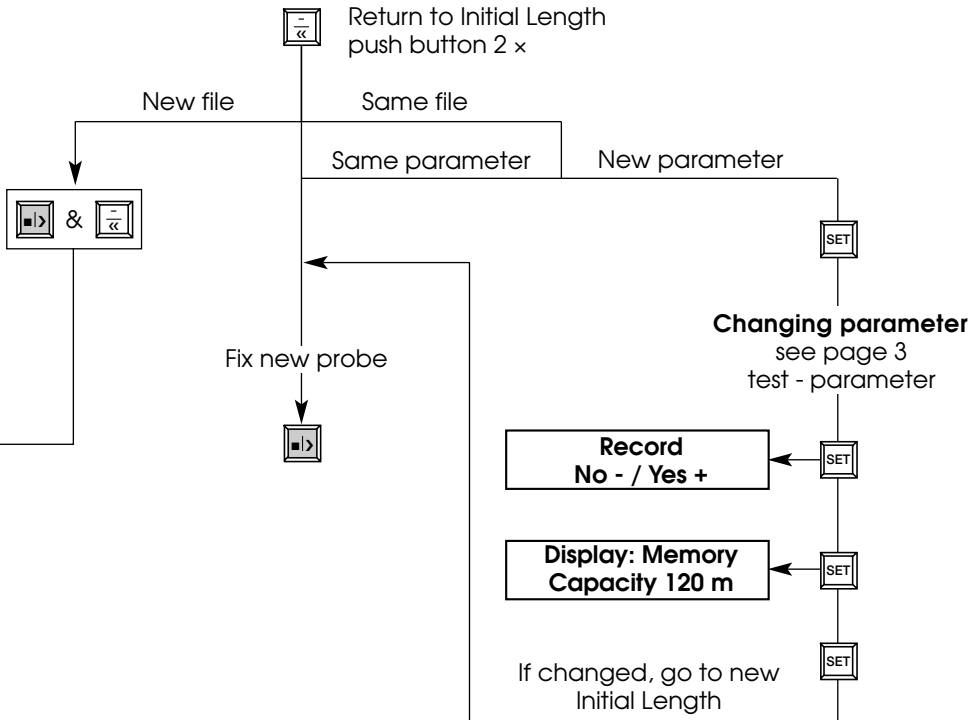 -
«
Return to Initial Length
push button 2 ×
New file
Same file
Same parameter
New parameter
■|› & - «
SET
Changing parameter
see page 3
test - parameter
Fix new probe
■|›
Record
No - / Yes +
SET
Display: Memory
Capacity 120 m
SET
If changed, go to new
Initial Length
SET